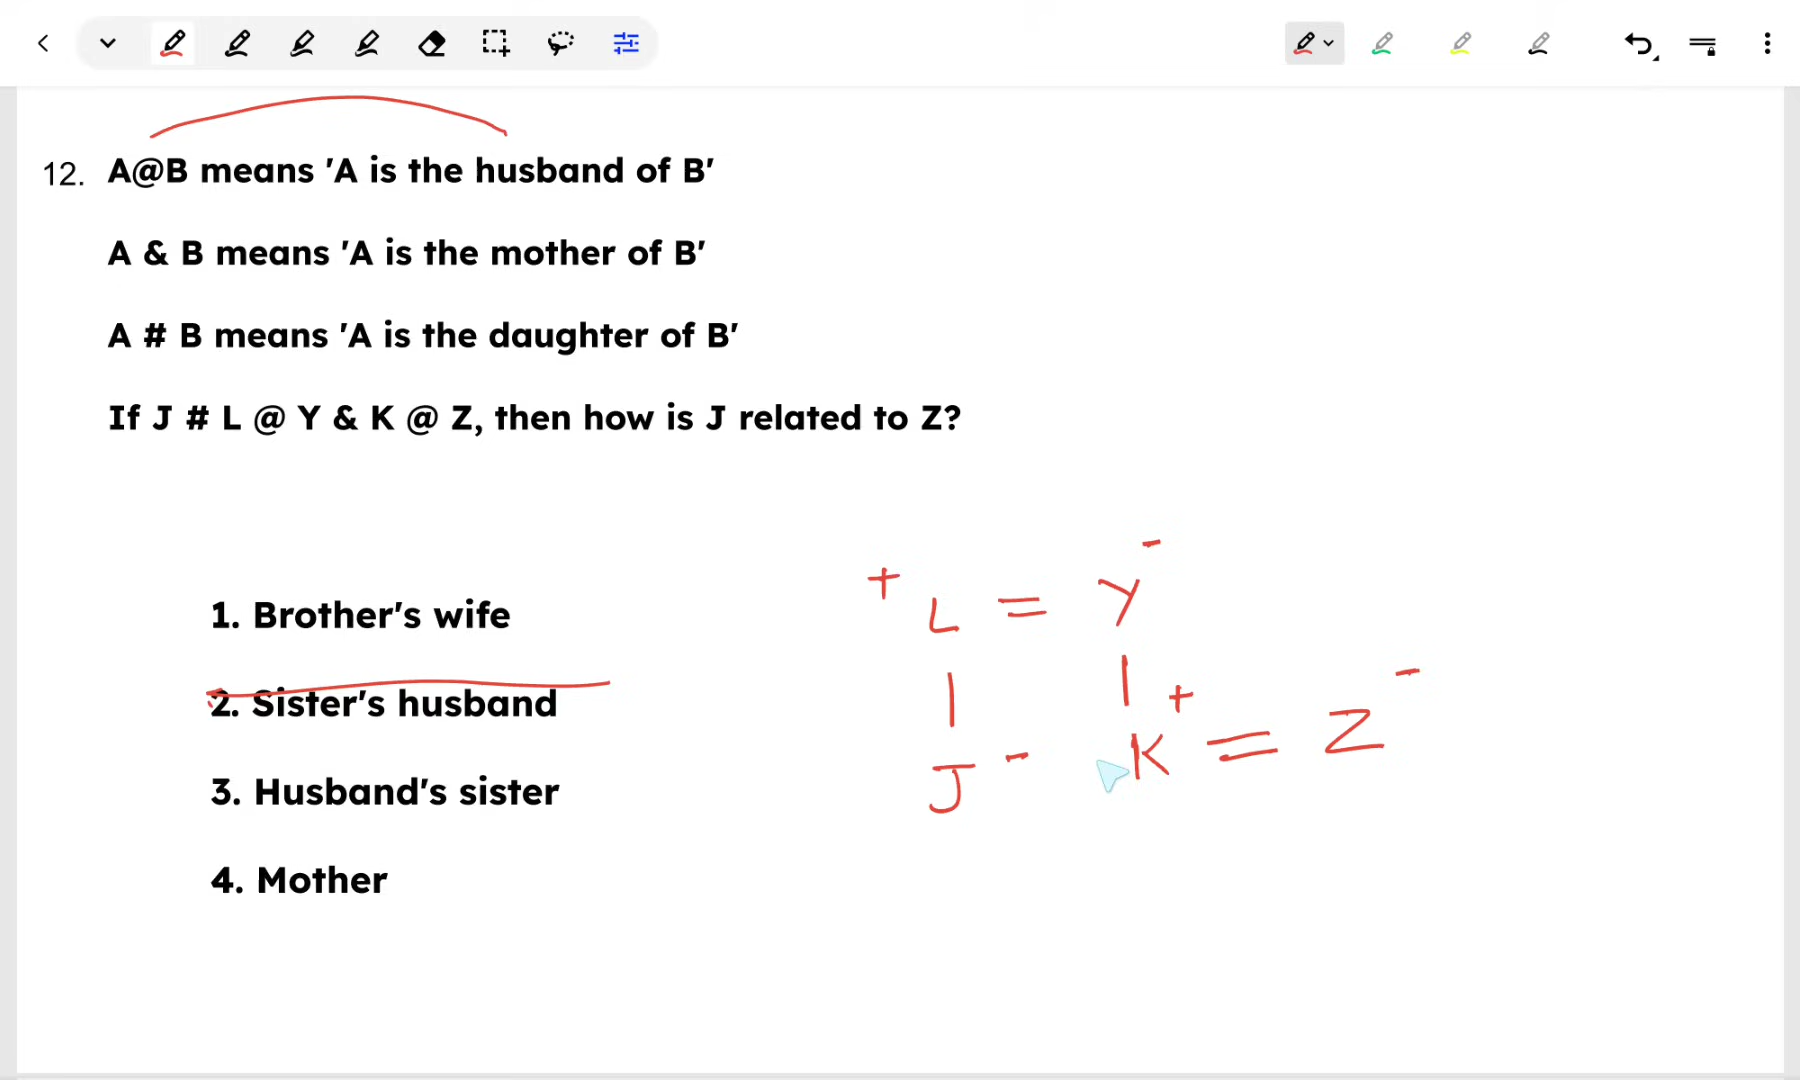 12. A@B means 'A is the husband of B'
A & B means 'A is the mother of B'
A # B means 'A is the daughter of B'
If J # L @ Y & K @ Z, then how is J related to Z?
1. Brother's wife
2. Sister's husband
3. Husband's sister
4. Mother
+ L = Y -
| |
J - K + = Z -